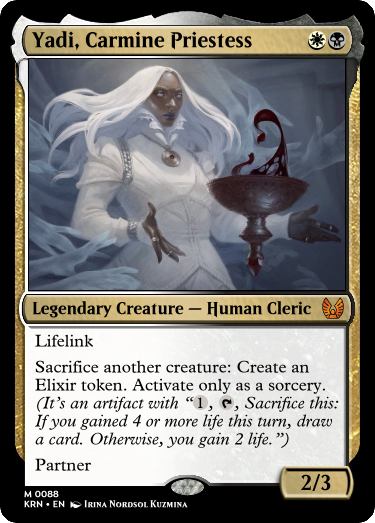 Yadi, Carmine Priestess
Legendary Creature — Human Cleric
Lifelink
Sacrifice another creature: Create an
Elixir token. Activate only as a sorcery.
(It's an artifact with “1, T, Sacrifice this:
If you gained 4 or more life this turn, draw
a card. Otherwise, you gain 2 life.”)
Partner
2/3
M 0088
KRN • EN Irina Nordsol Kuzmina